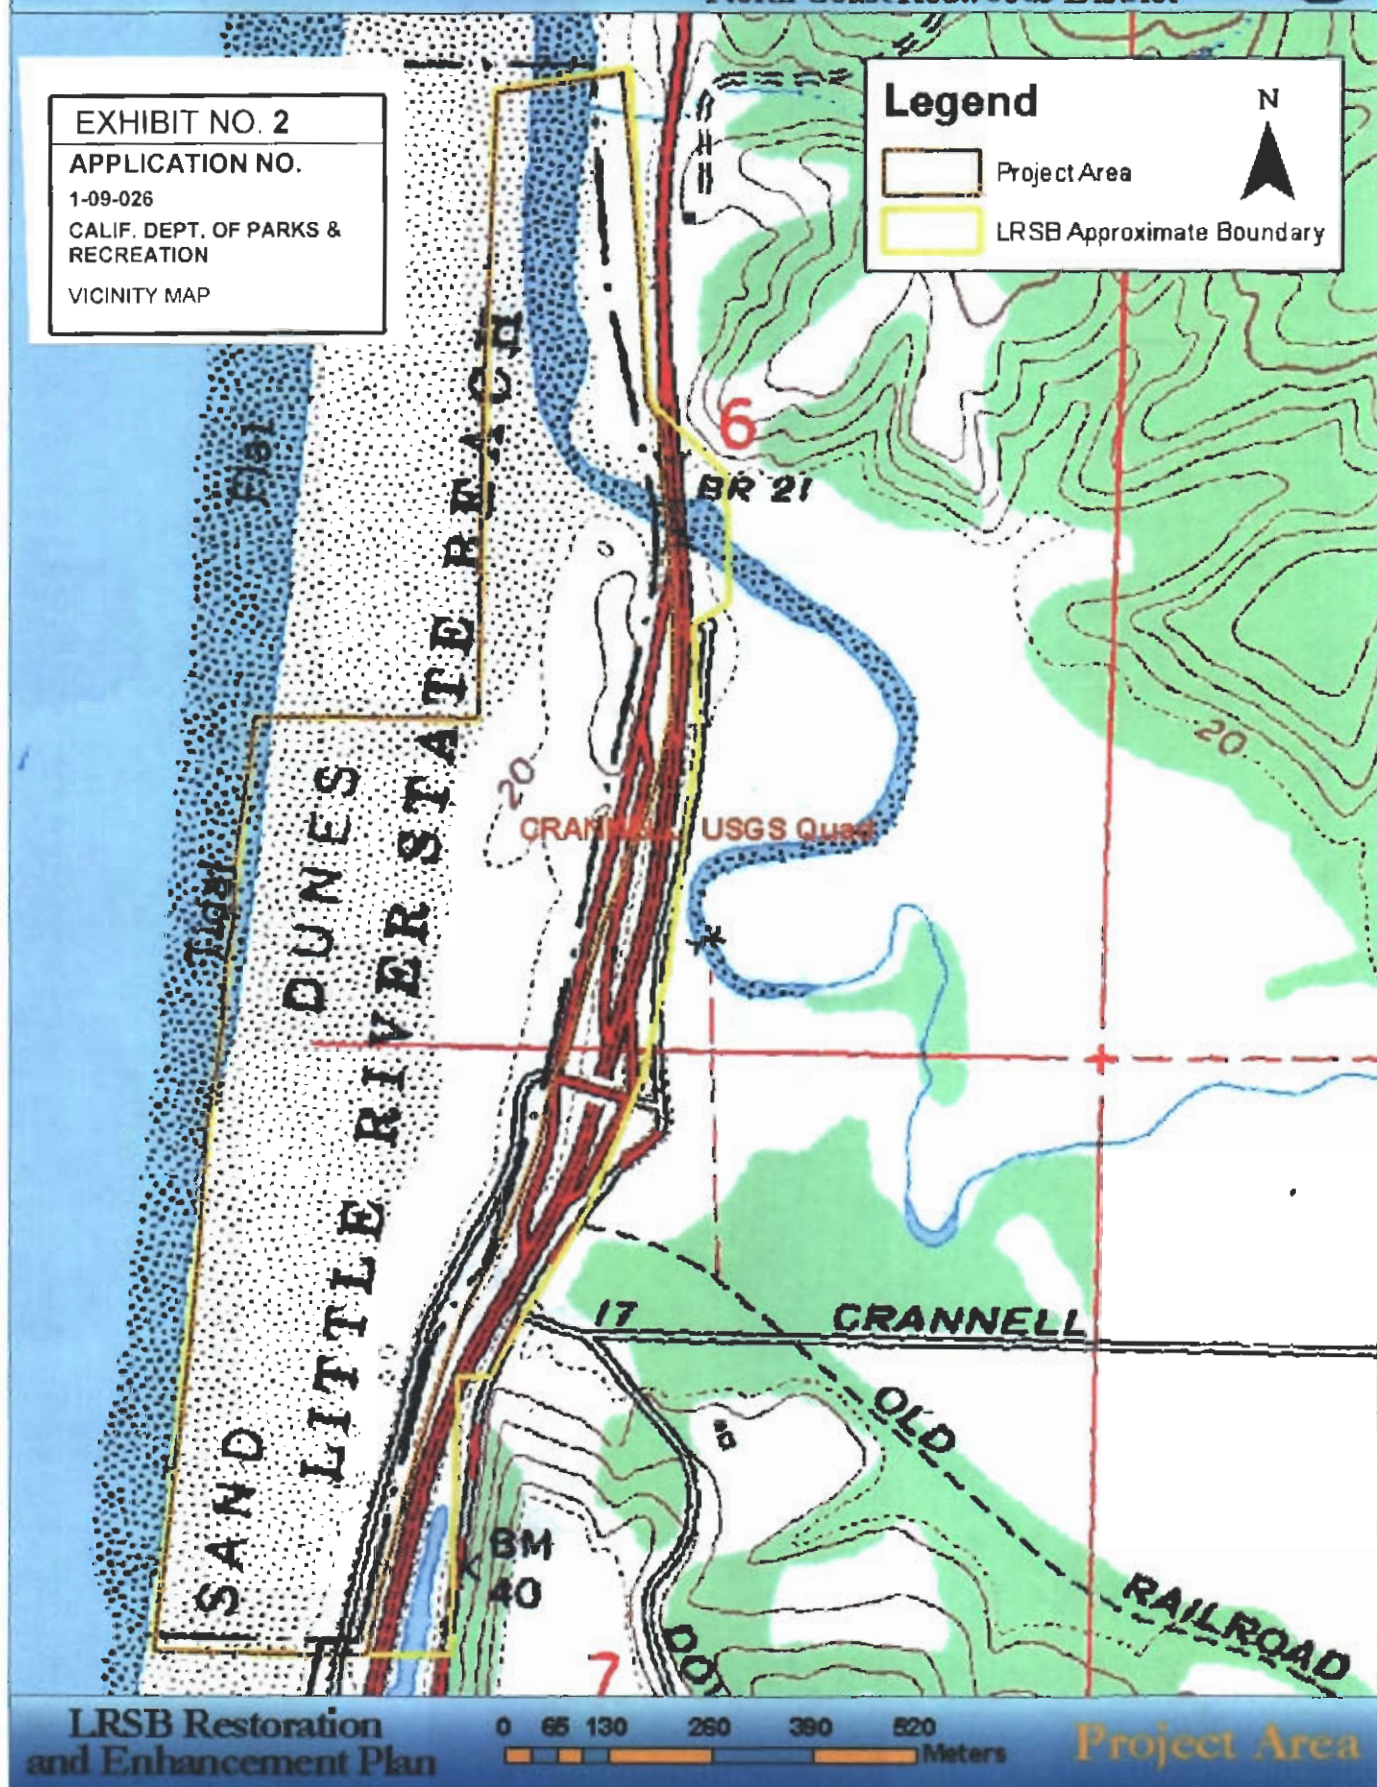 EXHIBIT NO. 2
APPLICATION NO.
1-09-026
CALIF. DEPT. OF PARKS &
RECREATION
VICINITY MAP
Legend
N
Project Area
LRSB Approximate Boundary
6
BR 21
Tidal Flat
SAND DUNES
LITTLE RIVER STATE BEACH
20
20
CRANNELL USGS Quad
17
CRANNELL
OLD RAILROAD
BM
40
7
LRSB Restoration
and Enhancement Plan
0 65 130 260 390 520
Meters
Project Area